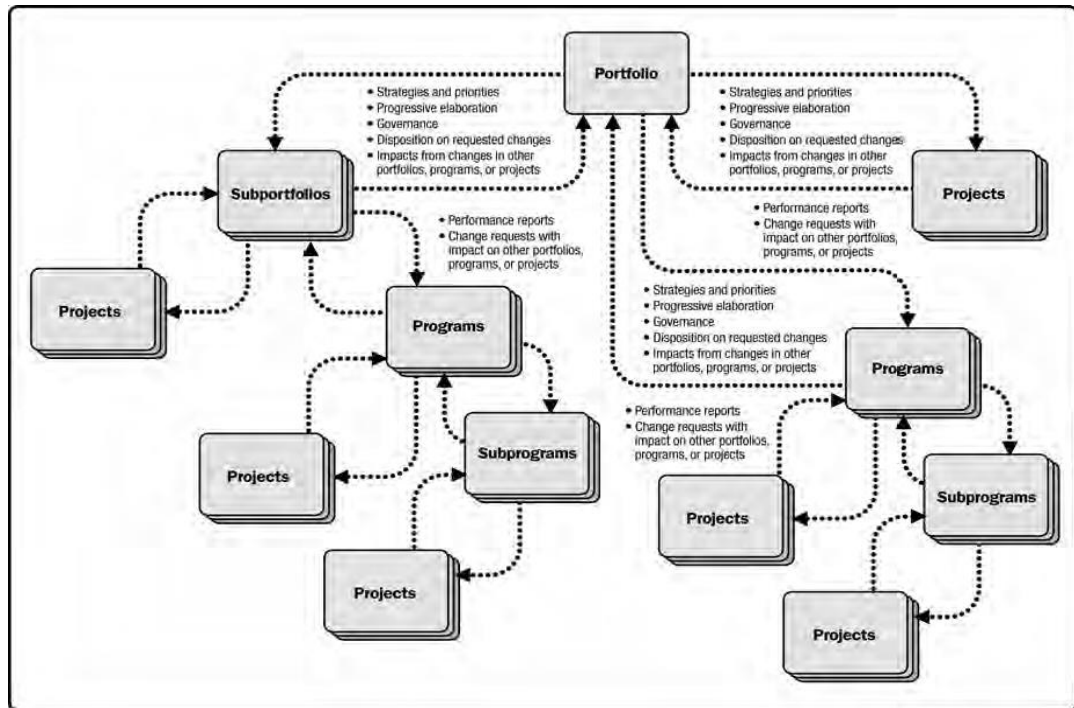 Portfolio
• Strategies and priorities
• Progressive elaboration
• Governance
• Disposition on requested changes
• Impacts from changes in other
portfolios, programs, or projects
• Strategies and priorities
• Progressive elaboration
• Governance
• Disposition on requested changes
• Impacts from changes in other
portfolios, programs, or projects
Subportfolios
Projects
• Performance reports
• Change requests with
impact on other portfolios,
programs, or projects
• Performance reports
• Change requests with
impact on other portfolios,
programs, or projects
Projects
Programs
• Strategies and priorities
• Progressive elaboration
• Governance
• Disposition on requested changes
• Impacts from changes in other
portfolios, programs, or projects
Programs
• Performance reports
• Change requests with
impact on other portfolios,
programs, or projects
Projects
Subprograms
Projects
Subprograms
Projects
Projects